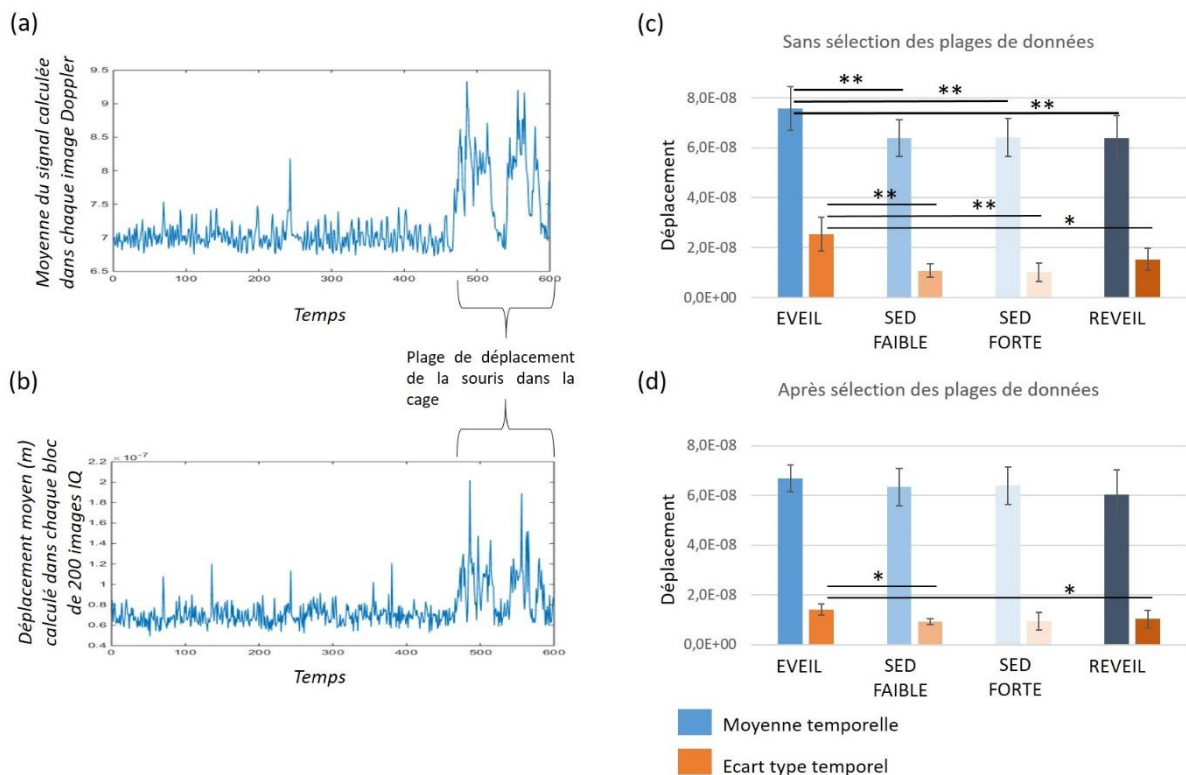 (a)
Moyenne du signal calculée
dans chaque image Doppler
9.5
9
8.5
8
7.5
7
6.5
0
100
200
300
400
500
600
Temps
Plage de déplacement
de la souris dans la
cage
(b)
Déplacement moyen (m)
calculé dans chaque bloc
de 200 images IQ
× 10⁻⁷
2.2
2
1.8
1.6
1.4
1.2
1
0.8
0.6
0.4
0
100
200
300
400
500
600
Temps
(c)
Sans sélection des plages de données
Déplacement
8,0E-08
6,0E-08
4,0E-08
2,0E-08
0,0E+00
**
**
**
**
**
*
EVEIL
SED
FAIBLE
SED
FORTE
REVEIL
(d)
Après sélection des plages de données
Déplacement
8,0E-08
6,0E-08
4,0E-08
2,0E-08
0,0E+00
*
*
EVEIL
SED
FAIBLE
SED
FORTE
REVEIL
Moyenne temporelle
Ecart type temporel